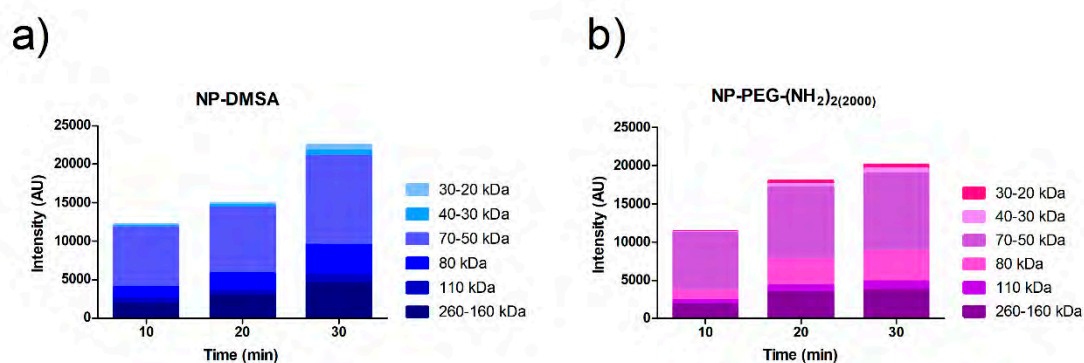 a)
NP-DMSA
Intensity (AU)
25000
20000
15000
10000
5000
0
10 20 30
Time (min)
30-20 kDa
40-30 kDa
70-50 kDa
80 kDa
110 kDa
260-160 kDa
b)
NP-PEG-(NH₂)₂(2000)
Intensity (AU)
25000
20000
15000
10000
5000
0
10 20 30
Time (min)
30-20 kDa
40-30 kDa
70-50 kDa
80 kDa
110 kDa
260-160 kDa